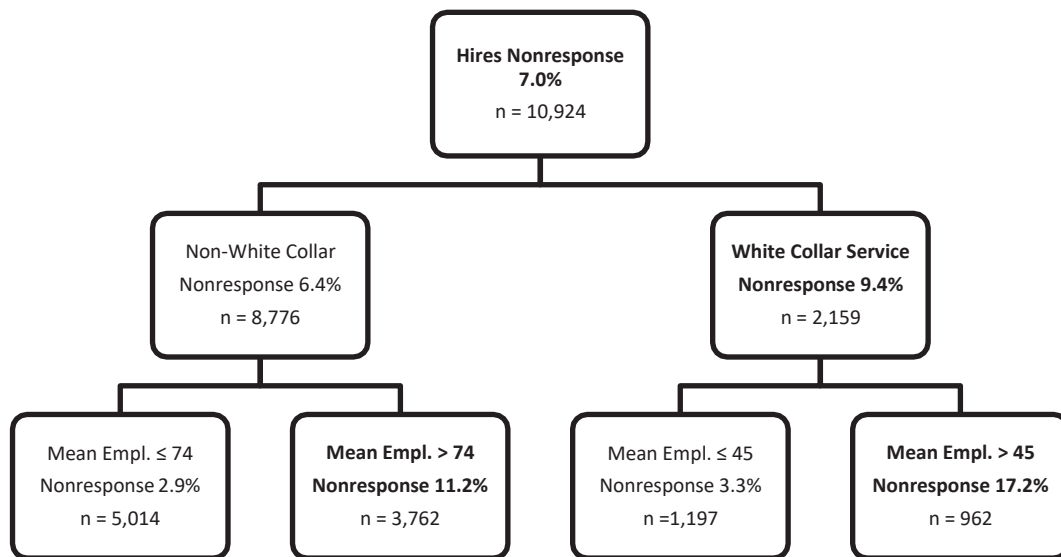 Hires Nonresponse
7.0%
n = 10,924
Non-White Collar
Nonresponse 6.4%
n = 8,776
White Collar Service
Nonresponse 9.4%
n = 2,159
Mean Empl. ≤ 74
Nonresponse 2.9%
n = 5,014
Mean Empl. > 74
Nonresponse 11.2%
n = 3,762
Mean Empl. ≤ 45
Nonresponse 3.3%
n =1,197
Mean Empl. > 45
Nonresponse 17.2%
n = 962